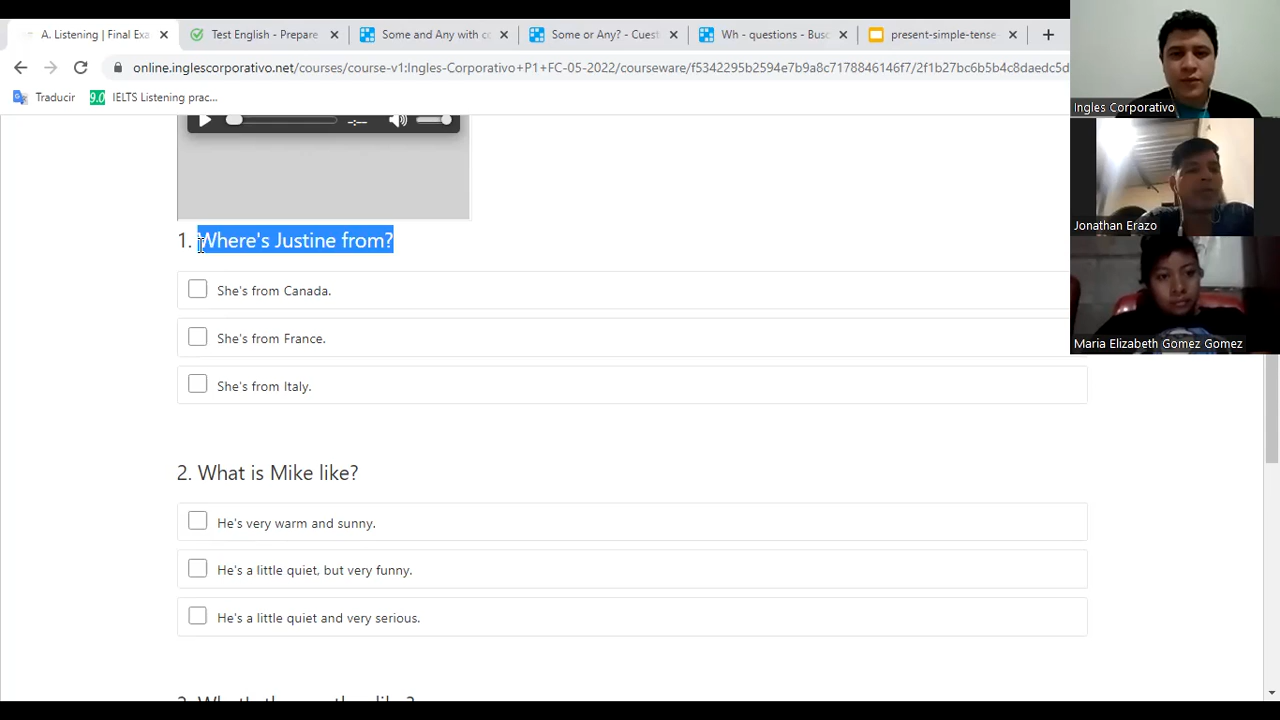 A. Listening | Final Exa
Test English - Prepare
Some and Any with co
Some or Any? - Cuest
Wh - questions - Busc
present-simple-tense
online.inglescorporativo.net/courses/course-v1:Ingles-Corporativo+P1+FC-05-2022/courseware/f5342295b2594e7b9a8c7178846146f7/2f1b27bc6b5b4c8daedc5d
Traducir
9.0 IELTS Listening prac...
Ingles Corporativo
Jonathan Erazo
Maria Elizabeth Gomez Gomez
-:--
1. Where's Justine from?
She's from Canada.
She's from France.
She's from Italy.
2. What is Mike like?
He's very warm and sunny.
He's a little quiet, but very funny.
He's a little quiet and very serious.